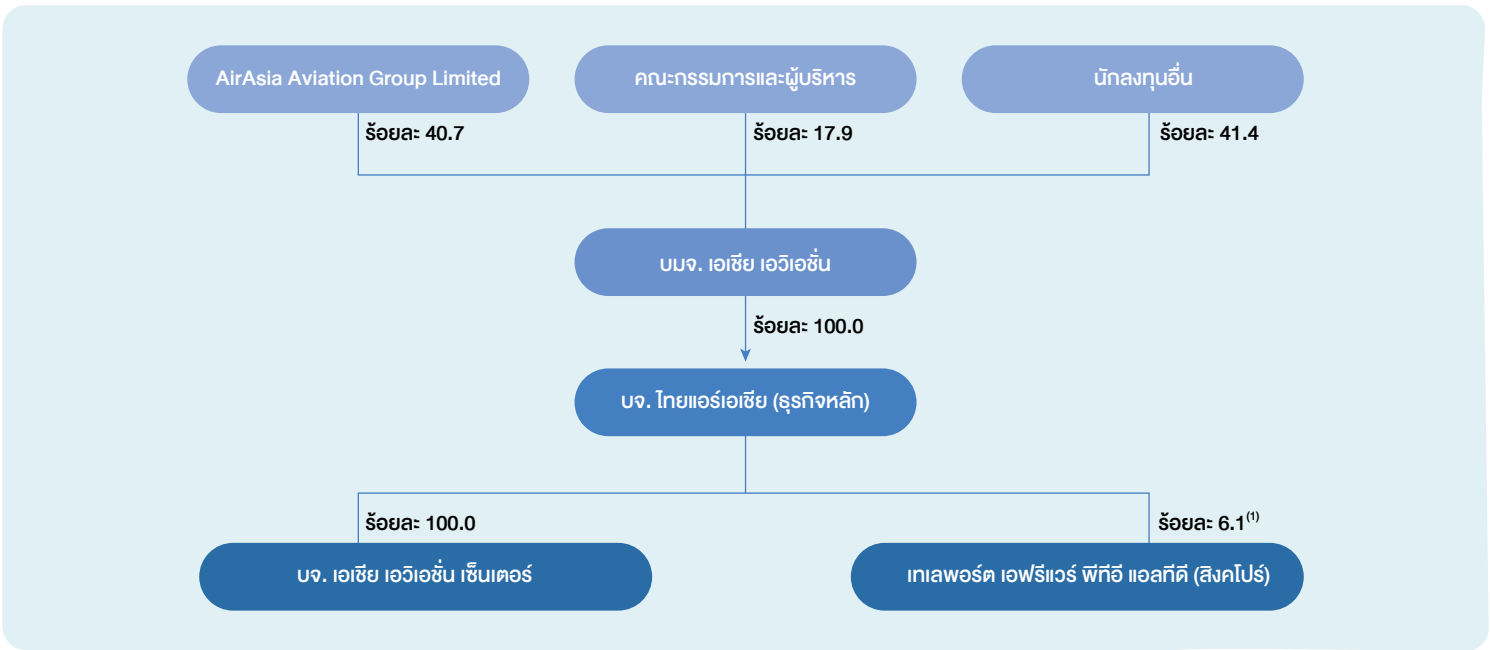 AirAsia Aviation Group Limited
คณะกรรมการและผู้บริหาร
นักลงทุนอื่น
ร้อยละ 40.7
ร้อยละ 17.9
ร้อยละ 41.4
บมจ. เอเชีย เอวิเอชั่น
ร้อยละ 100.0
บจ. ไทยแอร์เอเชีย (ธุรกิจหลัก)
ร้อยละ 100.0
ร้อยละ 6.1⁽¹⁾
บจ. เอเชีย เอวิเอชั่น เซ็นเตอร์
เทเลพอร์ต เอฟรีแวร์ พีทีอี แอลทีดี (สิงคโปร์)